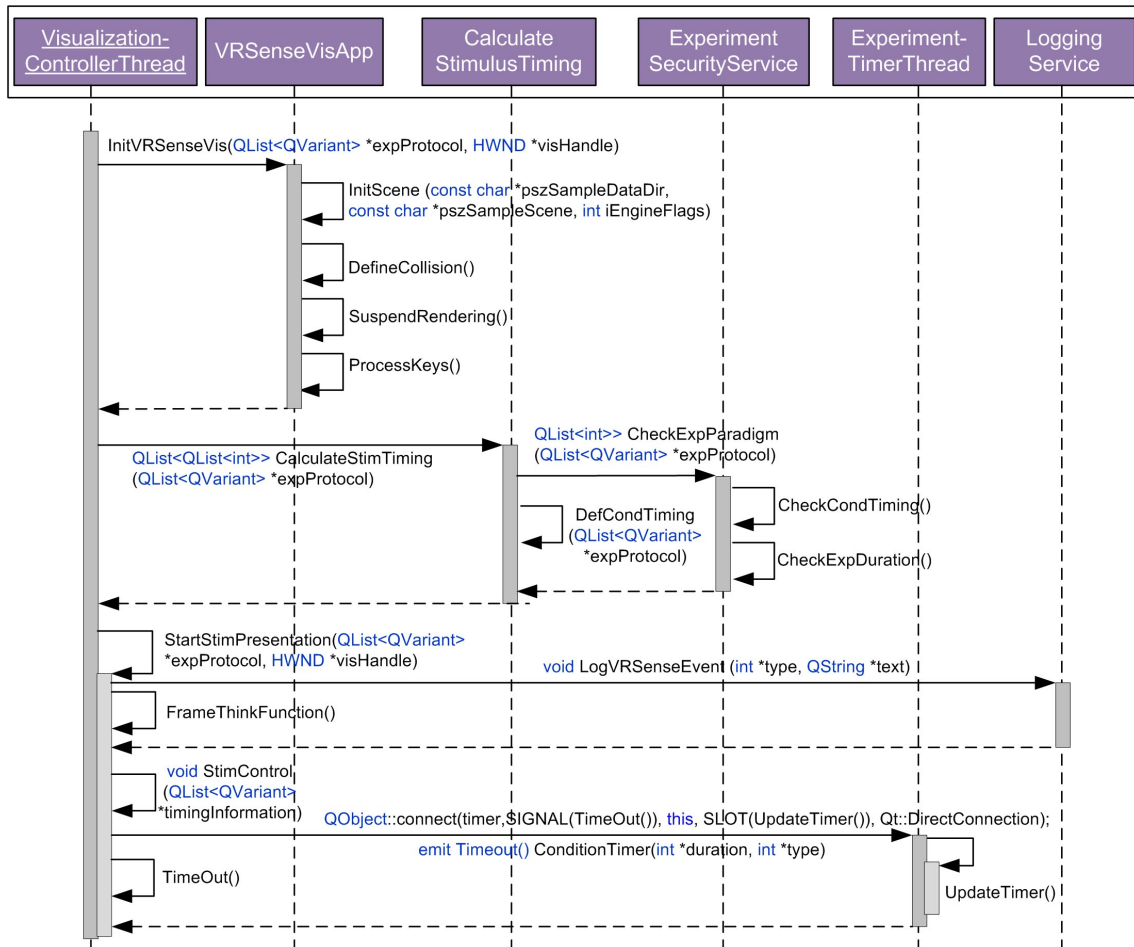 Visualization-
ControllerThread
VRSenseVisApp
Calculate
StimulusTiming
Experiment
SecurityService
Experiment-
TimerThread
Logging
Service
InitVRSenseVis(QList<QVariant> *expProtocol, HWND *visHandle)
InitScene (const char *pszSampleDataDir,
const char *pszSampleScene, int iEngineFlags)
DefineCollision()
SuspendRendering()
ProcessKeys()
QList<QList<int>> CalculateStimTiming
(QList<QVariant> *expProtocol)
QList<int>> CheckExpParadigm
(QList<QVariant> *expProtocol)
CheckCondTiming()
DefCondTiming
(QList<QVariant>
*expProtocol)
CheckExpDuration()
StartStimPresentation(QList<QVariant>
*expProtocol, HWND *visHandle)
void LogVRSenseEvent (int *type, QString *text)
FrameThinkFunction()
void StimControl
(QList<QVariant>
*timingInformation)
QObject::connect(timer,SIGNAL(TimeOut()), this, SLOT(UpdateTimer()), Qt::DirectConnection);
emit Timeout() ConditionTimer(int *duration, int *type)
TimeOut()
UpdateTimer()